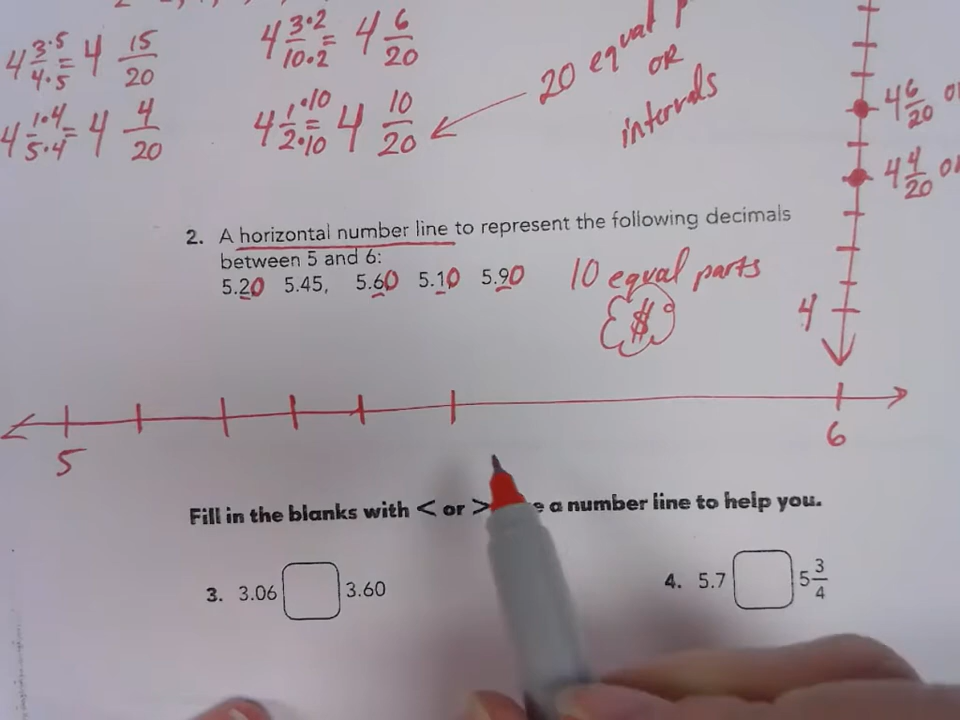 4 3·5/4·5 = 4 15/20
4 3·2/10·2 = 4 6/20
4 1·4/5·4 = 4 4/20
4 1·10/2·10 = 4 10/20
20 equal
OR
intervals
4 6/20
4 4/20
4
2. A horizontal number line to represent the following decimals
between 5 and 6:
5.20 5.45, 5.60 5.10 5.90
10 equal parts
$
5 6
Fill in the blanks with < or > a number line to help you.
3. 3.06 3.60
4. 5.7 5 3/4